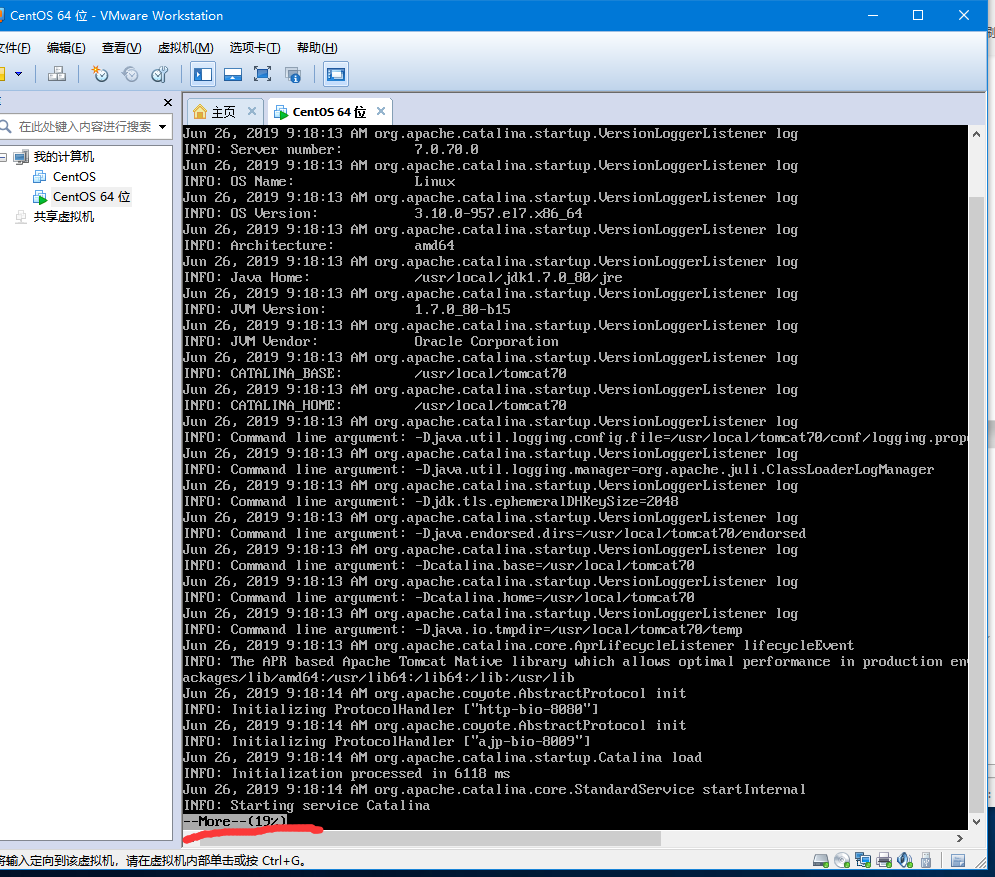 CentOS 64 位 - VMware Workstation
文件(F) 编辑(E) 查看(V) 虚拟机(M) 选项卡(T) 帮助(H)
主页 CentOS 64 位
在此处键入内容进行搜索
我的计算机
CentOS
CentOS 64 位
共享虚拟机
Jun 26, 2019 9:18:13 AM org.apache.catalina.startup.VersionLoggerListener log
INFO: Server number:         7.0.70.0
Jun 26, 2019 9:18:13 AM org.apache.catalina.startup.VersionLoggerListener log
INFO: OS Name:               Linux
Jun 26, 2019 9:18:13 AM org.apache.catalina.startup.VersionLoggerListener log
INFO: OS Version:            3.10.0-957.el7.x86_64
Jun 26, 2019 9:18:13 AM org.apache.catalina.startup.VersionLoggerListener log
INFO: Architecture:          amd64
Jun 26, 2019 9:18:13 AM org.apache.catalina.startup.VersionLoggerListener log
INFO: Java Home:             /usr/local/jdk1.7.0_80/jre
Jun 26, 2019 9:18:13 AM org.apache.catalina.startup.VersionLoggerListener log
INFO: JVM Version:           1.7.0_80-b15
Jun 26, 2019 9:18:13 AM org.apache.catalina.startup.VersionLoggerListener log
INFO: JVM Vendor:            Oracle Corporation
Jun 26, 2019 9:18:13 AM org.apache.catalina.startup.VersionLoggerListener log
INFO: CATALINA_BASE:         /usr/local/tomcat70
Jun 26, 2019 9:18:13 AM org.apache.catalina.startup.VersionLoggerListener log
INFO: CATALINA_HOME:         /usr/local/tomcat70
Jun 26, 2019 9:18:13 AM org.apache.catalina.startup.VersionLoggerListener log
INFO: Command line argument: -Djava.util.logging.config.file=/usr/local/tomcat70/conf/logging.prope
Jun 26, 2019 9:18:13 AM org.apache.catalina.startup.VersionLoggerListener log
INFO: Command line argument: -Djava.util.logging.manager=org.apache.juli.ClassLoaderLogManager
Jun 26, 2019 9:18:13 AM org.apache.catalina.startup.VersionLoggerListener log
INFO: Command line argument: -Djdk.tls.ephemeralDHKeySize=2048
Jun 26, 2019 9:18:13 AM org.apache.catalina.startup.VersionLoggerListener log
INFO: Command line argument: -Djava.endorsed.dirs=/usr/local/tomcat70/endorsed
Jun 26, 2019 9:18:13 AM org.apache.catalina.startup.VersionLoggerListener log
INFO: Command line argument: -Dcatalina.base=/usr/local/tomcat70
Jun 26, 2019 9:18:13 AM org.apache.catalina.startup.VersionLoggerListener log
INFO: Command line argument: -Dcatalina.home=/usr/local/tomcat70
Jun 26, 2019 9:18:13 AM org.apache.catalina.startup.VersionLoggerListener log
INFO: Command line argument: -Djava.io.tmpdir=/usr/local/tomcat70/temp
Jun 26, 2019 9:18:13 AM org.apache.catalina.core.AprLifecycleListener lifecycleEvent
INFO: The APR based Apache Tomcat Native library which allows optimal performance in production env
ackages/lib/amd64:/usr/lib64:/lib64:/lib:/usr/lib
Jun 26, 2019 9:18:14 AM org.apache.coyote.AbstractProtocol init
INFO: Initializing ProtocolHandler ["http-bio-8080"]
Jun 26, 2019 9:18:14 AM org.apache.coyote.AbstractProtocol init
INFO: Initializing ProtocolHandler ["ajp-bio-8009"]
Jun 26, 2019 9:18:14 AM org.apache.catalina.startup.Catalina load
INFO: Initialization processed in 6118 ms
Jun 26, 2019 9:18:14 AM org.apache.catalina.core.StandardService startInternal
INFO: Starting service Catalina
--More--(19%)
将输入定向到该虚拟机，请在虚拟机内部单击或按 Ctrl+G。